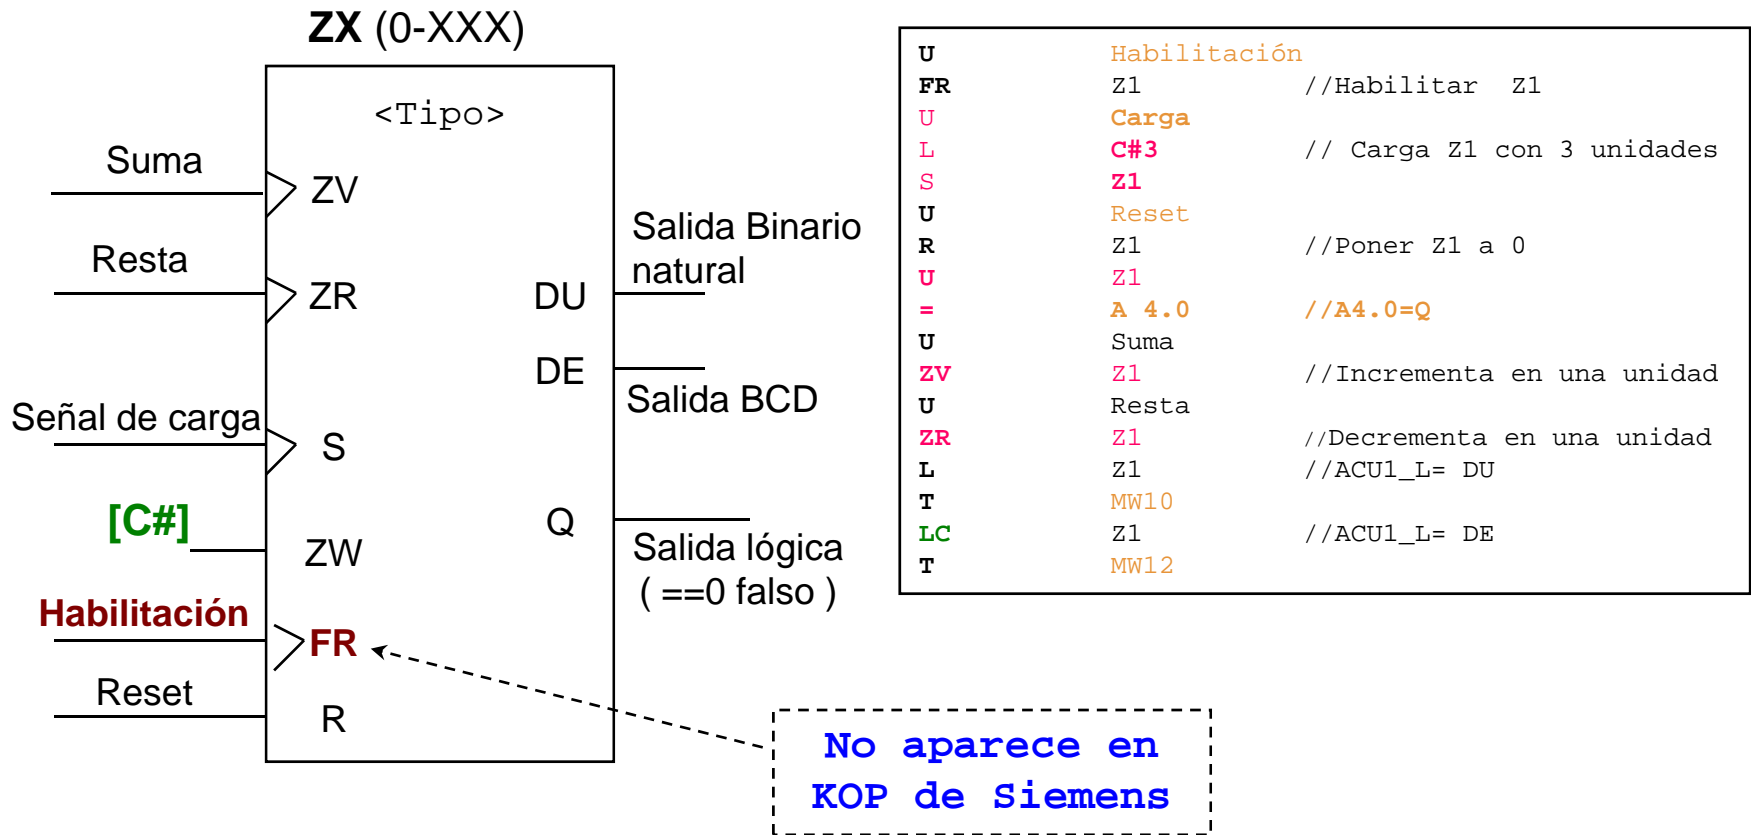 ZX (0-XXX)
<Tipo>
Suma
ZV
Resta
ZR
Señal de carga
S
[C#]
ZW
Habilitación
FR
Reset
R
DU
Salida Binario
natural
DE
Salida BCD
Q
Salida lógica
( ==0 falso )
No aparece en
KOP de Siemens
U Habilitación
FR Z1 //Habilitar Z1
U Carga
L C#3 // Carga Z1 con 3 unidades
S Z1
U Reset
R Z1 //Poner Z1 a 0
U Z1
= A 4.0 //A4.0=Q
U Suma
ZV Z1 //Incrementa en una unidad
U Resta
ZR Z1 //Decrementa en una unidad
L Z1 //ACU1_L= DU
T MW10
LC Z1 //ACU1_L= DE
T MW12